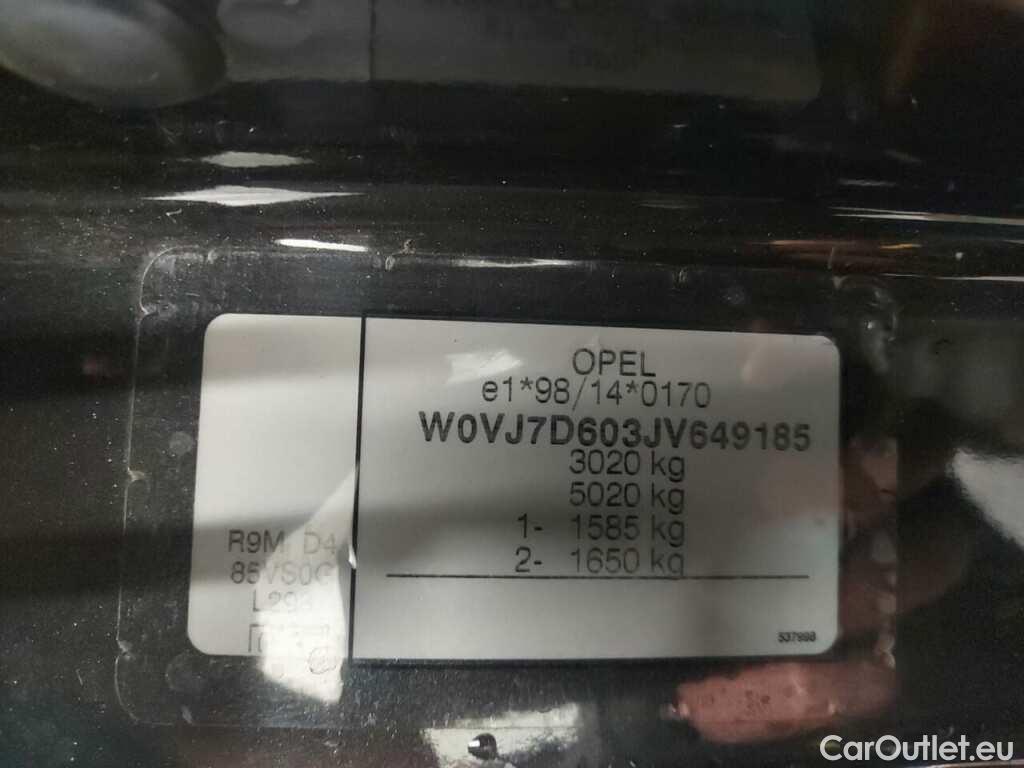 OPEL
e1*98/14*0170
W0VJ7D603JV649185
3020 kg
5020 kg
1- 1585 kg
2- 1650 kg
R9M D4
85VS0G
537998
CarOutlet.eu